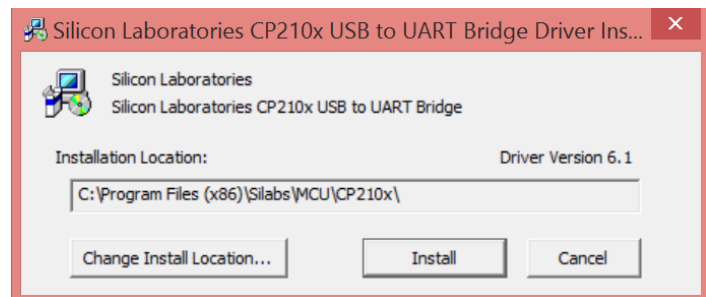 Silicon Laboratories CP210x USB to UART Bridge Driver Ins...
Silicon Laboratories
Silicon Laboratories CP210x USB to UART Bridge
Installation Location:
Driver Version 6.1
C:\Program Files (x86)\Silabs\MCU\CP210x\
Change Install Location...
Install
Cancel